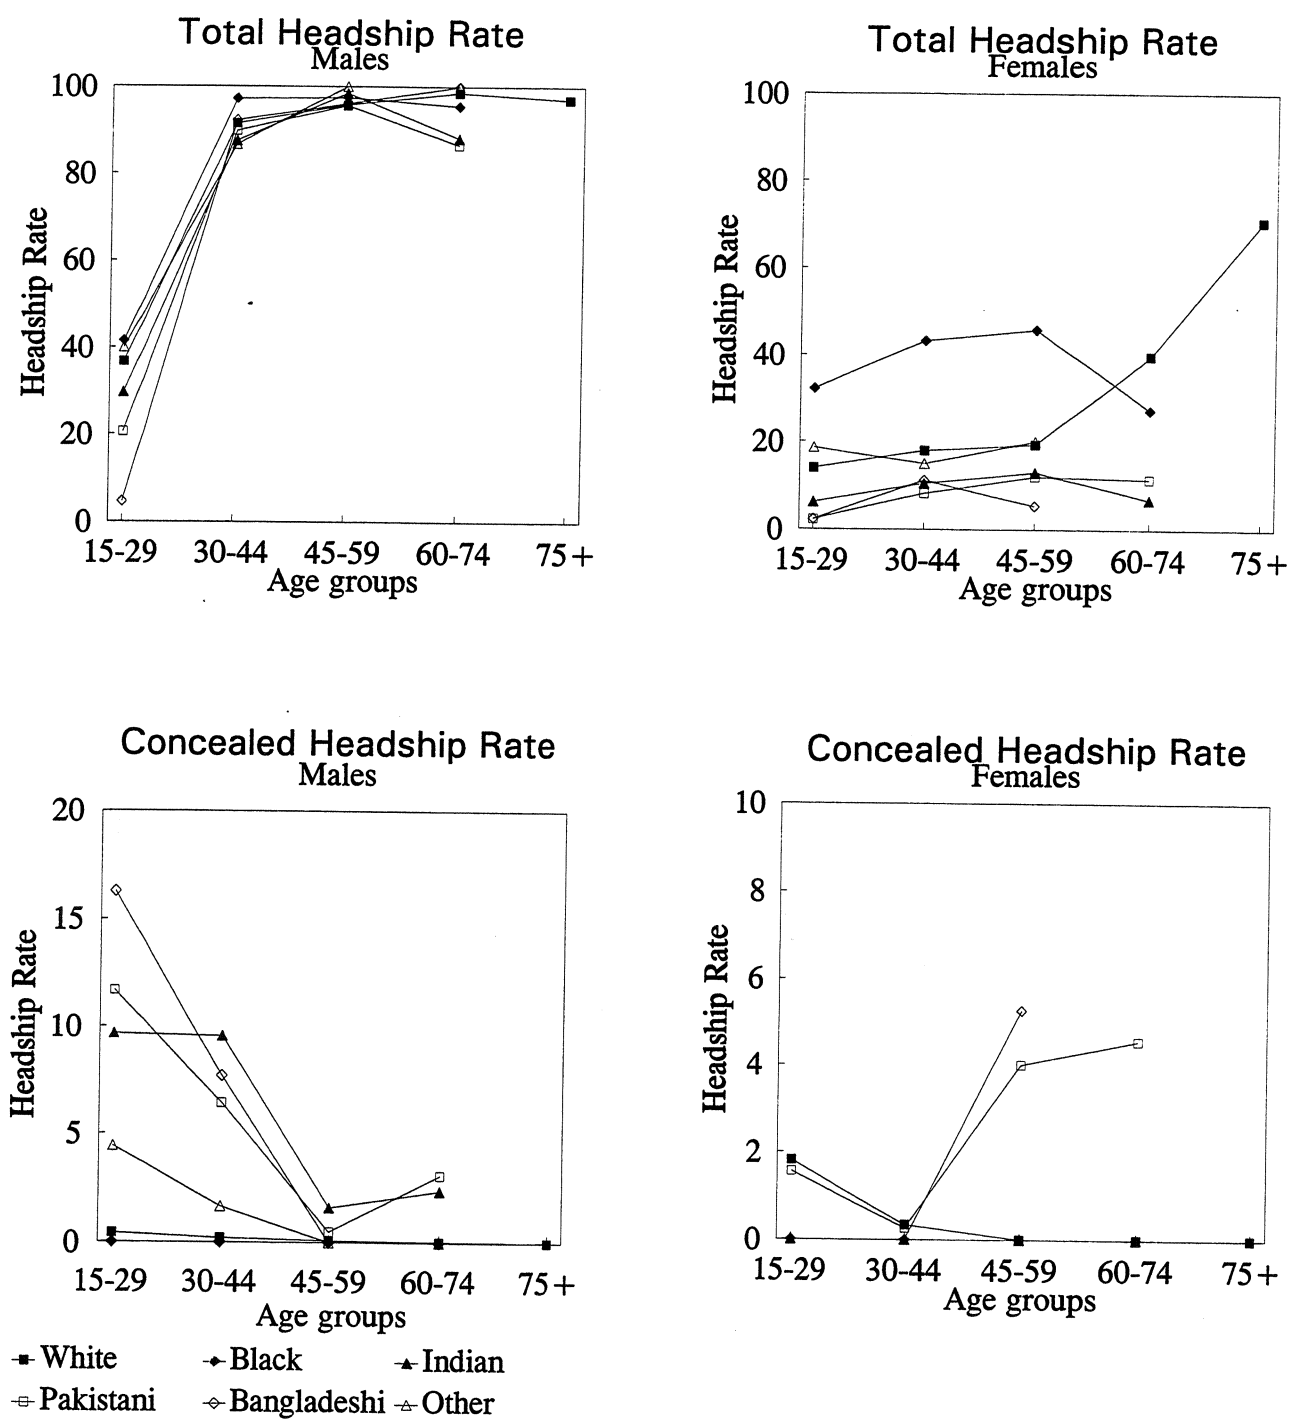 Total Headship Rate
Males
100
80
60
40
20
0
Headship Rate
15-29 30-44 45-59 60-74 75+
Age groups
Total Headship Rate
Females
100
80
60
40
20
0
Headship Rate
15-29 30-44 45-59 60-74 75+
Age groups
Concealed Headship Rate
Males
20
15
10
5
0
Headship Rate
15-29 30-44 45-59 60-74 75+
Age groups
Concealed Headship Rate
Females
10
8
6
4
2
0
Headship Rate
15-29 30-44 45-59 60-74 75+
Age groups
White Black Indian
Pakistani Bangladeshi Other